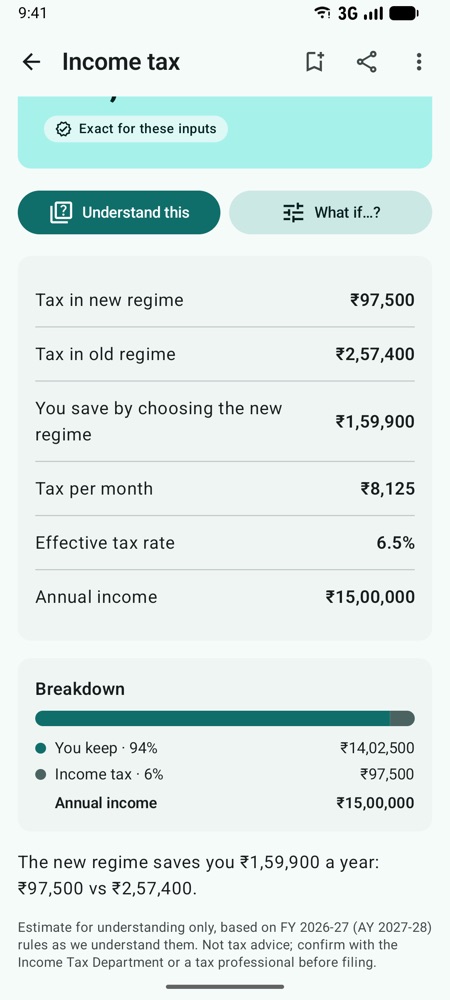 9:41
3G
Income tax
Exact for these inputs
Understand this
What if...?
Tax in new regime ₹97,500
Tax in old regime ₹2,57,400
You save by choosing the new
regime ₹1,59,900
Tax per month ₹8,125
Effective tax rate 6.5%
Annual income ₹15,00,000
Breakdown
You keep · 94% ₹14,02,500
Income tax · 6% ₹97,500
Annual income ₹15,00,000
The new regime saves you ₹1,59,900 a year:
₹97,500 vs ₹2,57,400.
Estimate for understanding only, based on FY 2026-27 (AY 2027-28)
rules as we understand them. Not tax advice; confirm with the
Income Tax Department or a tax professional before filing.